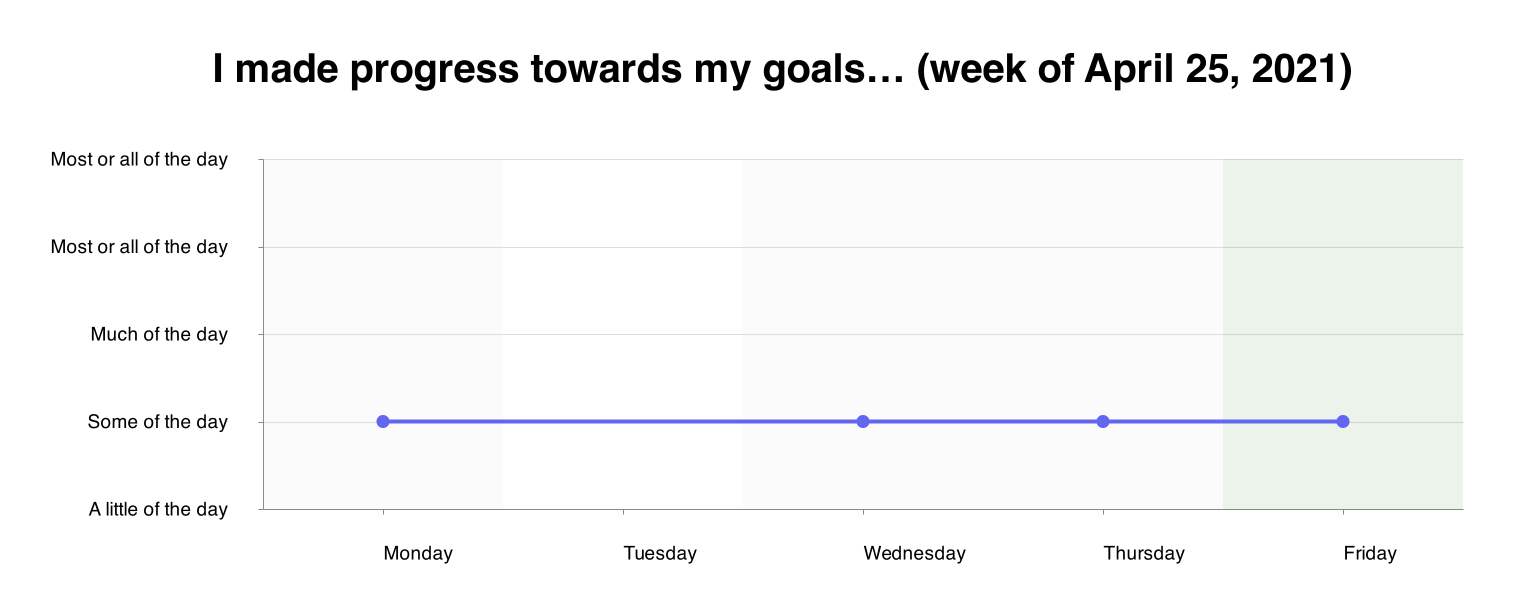 I made progress towards my goals… (week of April 25, 2021)
Most or all of the day
Most or all of the day
Much of the day
Some of the day
A little of the day
Monday Tuesday Wednesday Thursday Friday